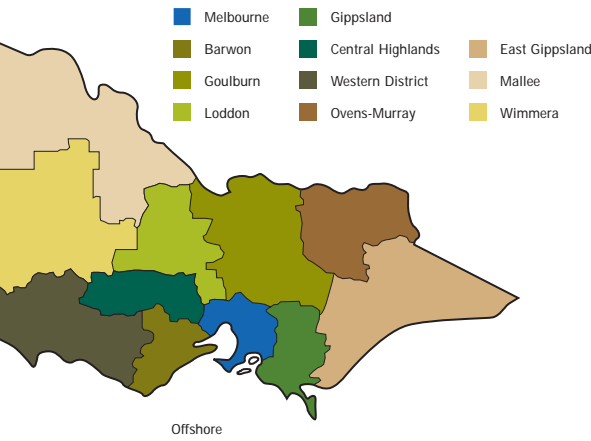 Melbourne
Gippsland
Barwon
Central Highlands
East Gippsland
Goulburn
Western District
Mallee
Loddon
Ovens-Murray
Wimmera
Offshore